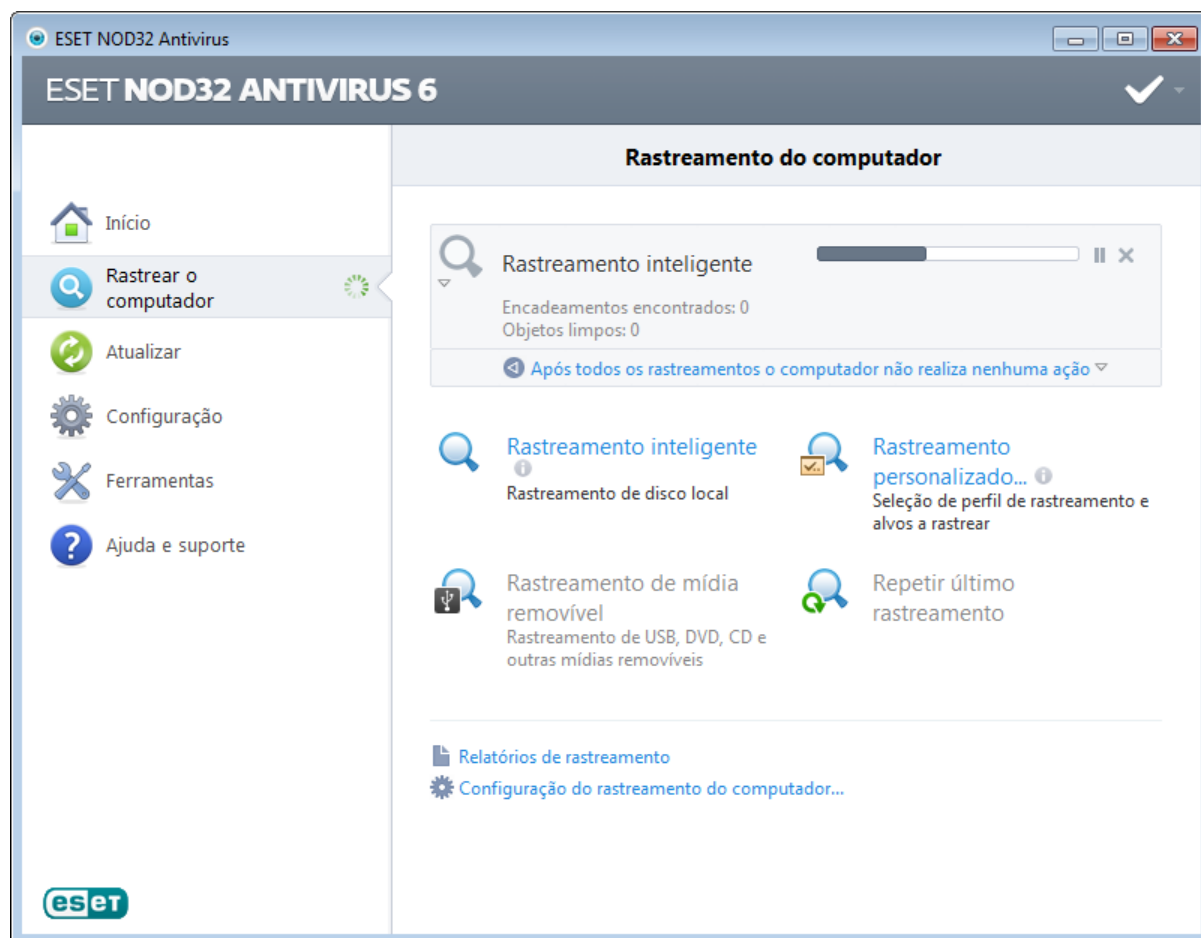 ESET NOD32 Antivirus
ESET NOD32 ANTIVIRUS 6
Início
Rastrear o
computador
Atualizar
Configuração
Ferramentas
Ajuda e suporte
eset
Rastreamento do computador
Rastreamento inteligente
Encadeamentos encontrados: 0
Objetos limpos: 0
Após todos os rastreamentos o computador não realiza nenhuma ação
Rastreamento inteligente
Rastreamento de disco local
Rastreamento
personalizado...
Seleção de perfil de rastreamento e
alvos a rastrear
Rastreamento de mídia
removível
Rastreamento de USB, DVD, CD e
outras mídias removíveis
Repetir último
rastreamento
Relatórios de rastreamento
Configuração do rastreamento do computador...